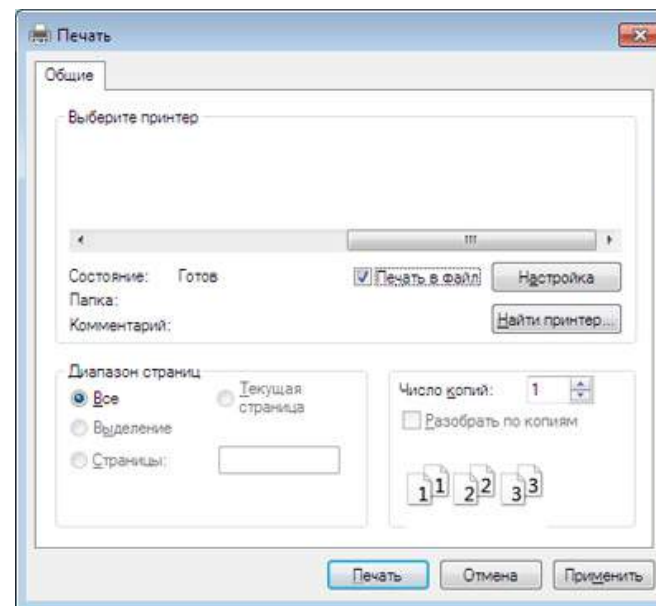 Печать
Общие
Выберите принтер
Состояние: Готов
Печать в файл
Настройка
Папка:
Комментарий:
Найти принтер...
Диапазон страниц
Все
Текущая
страница
Выделение
Страницы:
Число копий: 1
Разобрать по копиям
1 1 2 2 3 3
Печать Отмена Применить